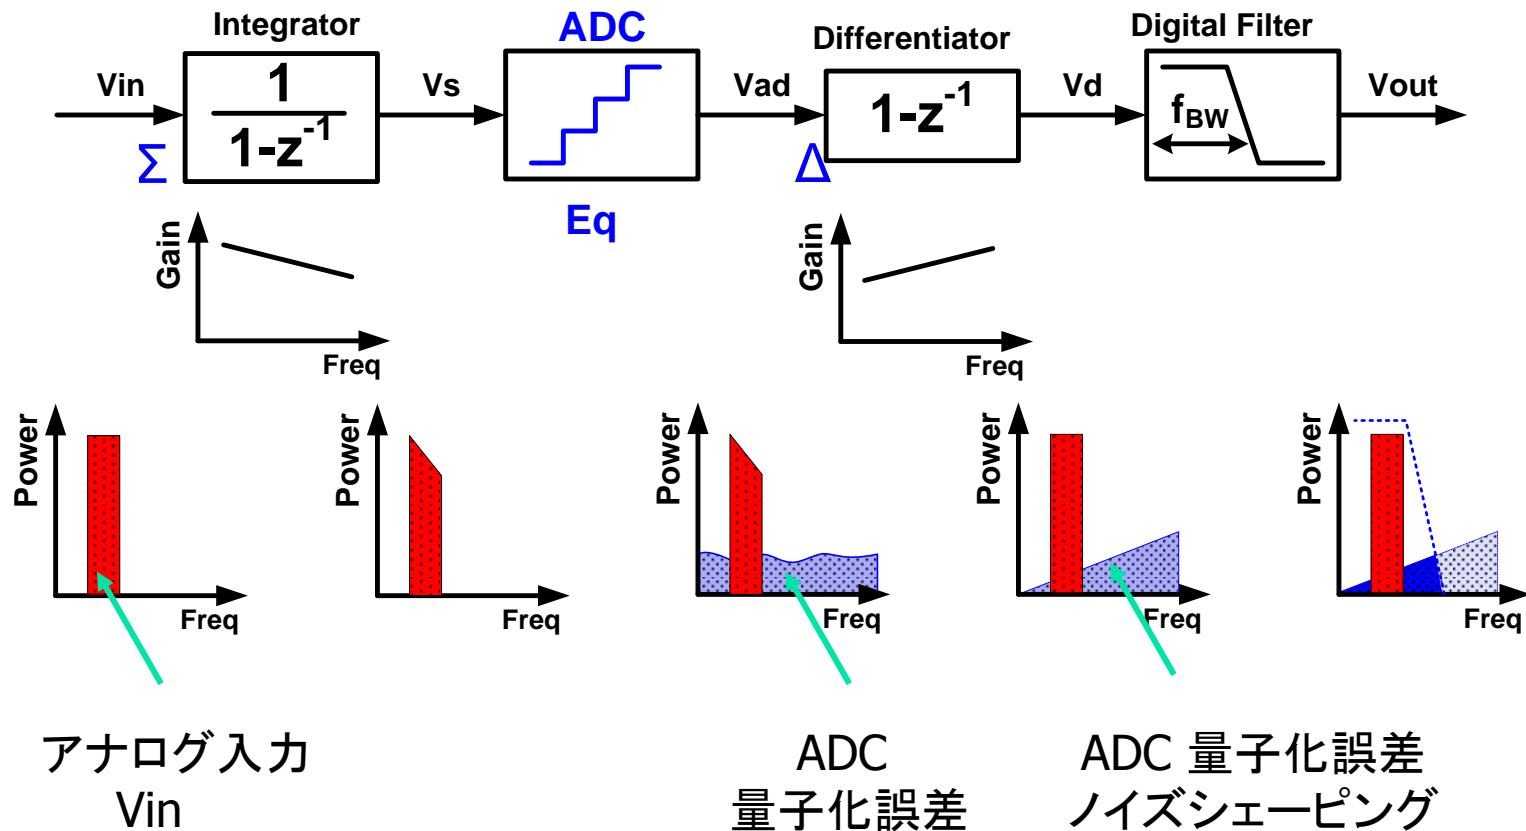 Integrator
ADC
Differentiator
Digital Filter
Vin
1
1-z^-1
Vs
Vad
1-z^-1
Vd
f_BW
Vout
Σ
Eq
Δ
Gain
Freq
Gain
Freq
Power
Freq
Power
Freq
Power
Power
Freq
Power
Freq
アナログ入力
Vin
ADC
量子化誤差
ADC 量子化誤差
ノイズシェーピング